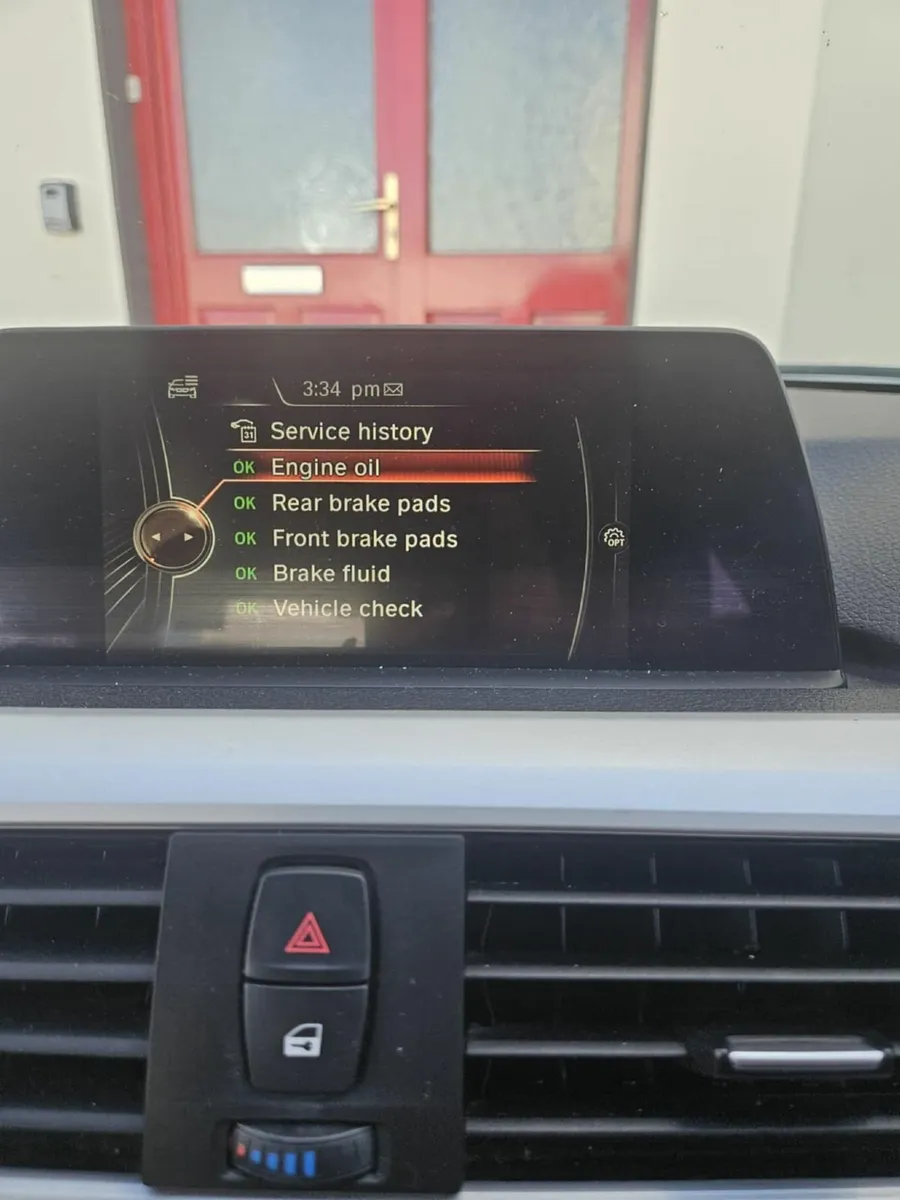 3:34 pm
31 Service history
OK Engine oil
OK Rear brake pads
OK Front brake pads
OK Brake fluid
OK Vehicle check
OPT